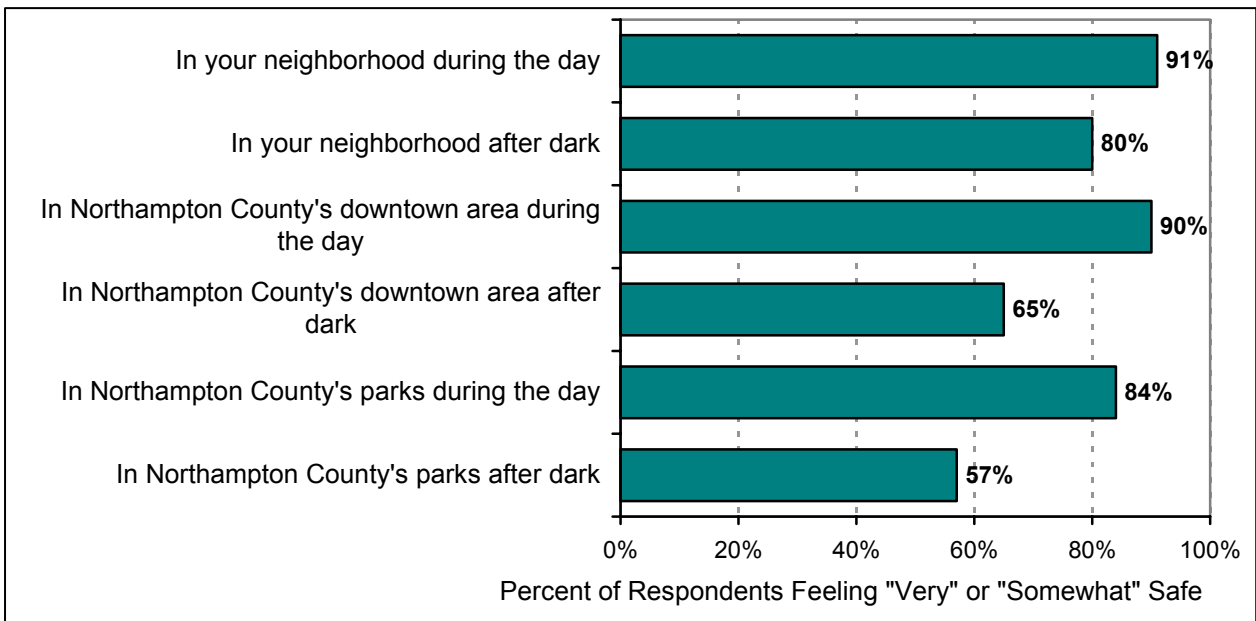 In your neighborhood during the day
91%
In your neighborhood after dark
80%
In Northampton County's downtown area during
the day
90%
In Northampton County's downtown area after
dark
65%
In Northampton County's parks during the day
84%
In Northampton County's parks after dark
57%
0% 20% 40% 60% 80% 100%
Percent of Respondents Feeling "Very" or "Somewhat" Safe